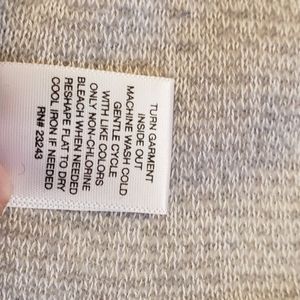 TURN GARMENT
INSIDE OUT
MACHINE WASH COLD
GENTLE CYCLE
WITH LIKE COLORS
ONLY NON-CHLORINE
BLEACH WHEN NEEDED
RESHAPE FLAT TO DRY
COOL IRON IF NEEDED
RN# 23243